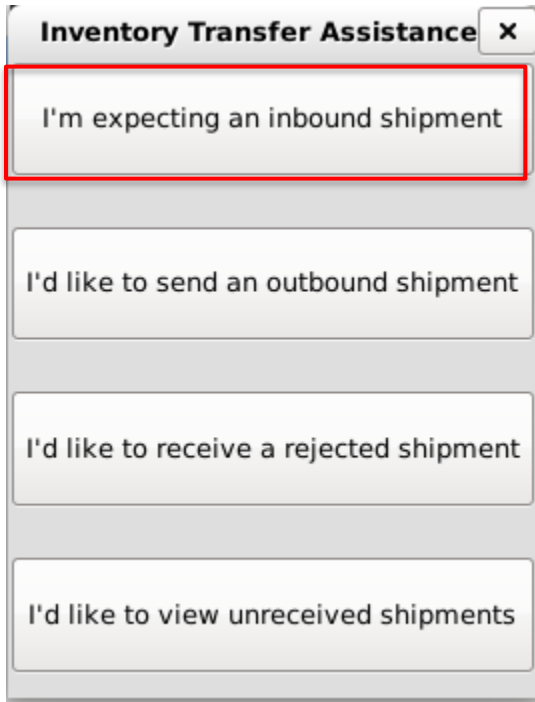 Inventory Transfer Assistance
I'm expecting an inbound shipment
I'd like to send an outbound shipment
I'd like to receive a rejected shipment
I'd like to view unreceived shipments